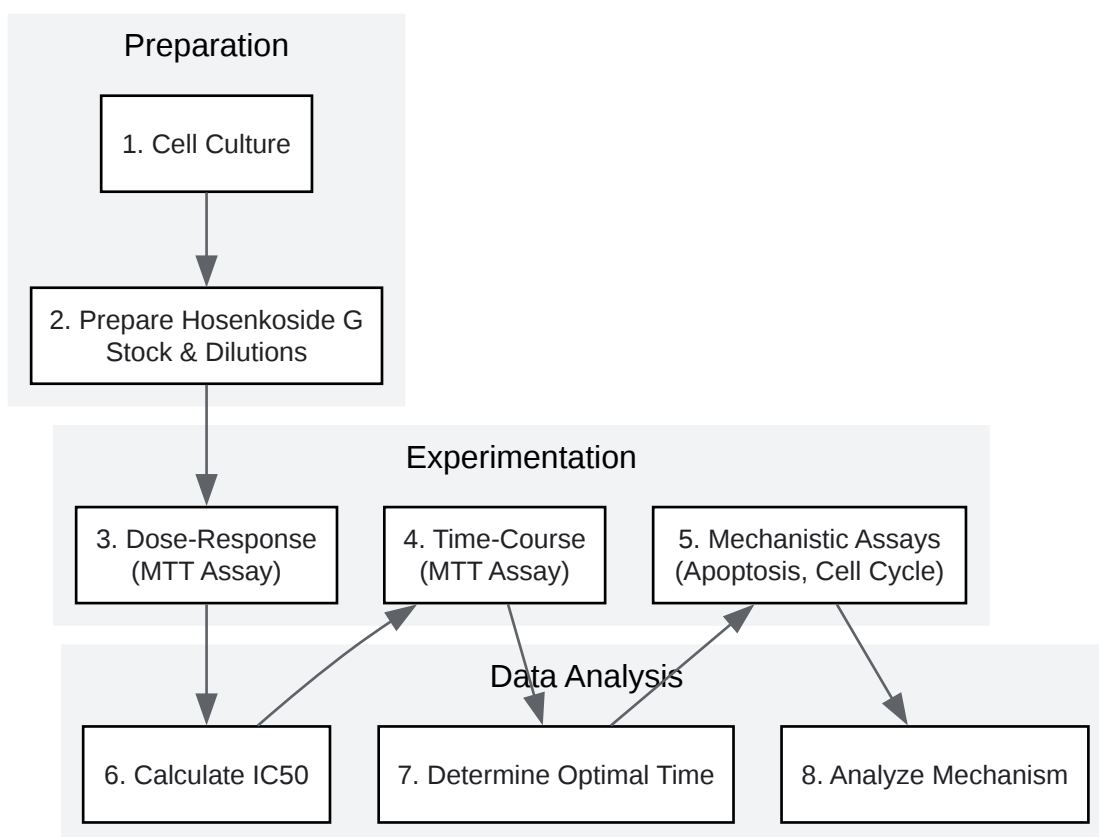 Preparation
1. Cell Culture
2. Prepare Hosenkoside G
Stock & Dilutions
Experimentation
3. Dose-Response
(MTT Assay)
4. Time-Course
(MTT Assay)
5. Mechanistic Assays
(Apoptosis, Cell Cycle)
Data Analysis
6. Calculate IC50
7. Determine Optimal Time
8. Analyze Mechanism